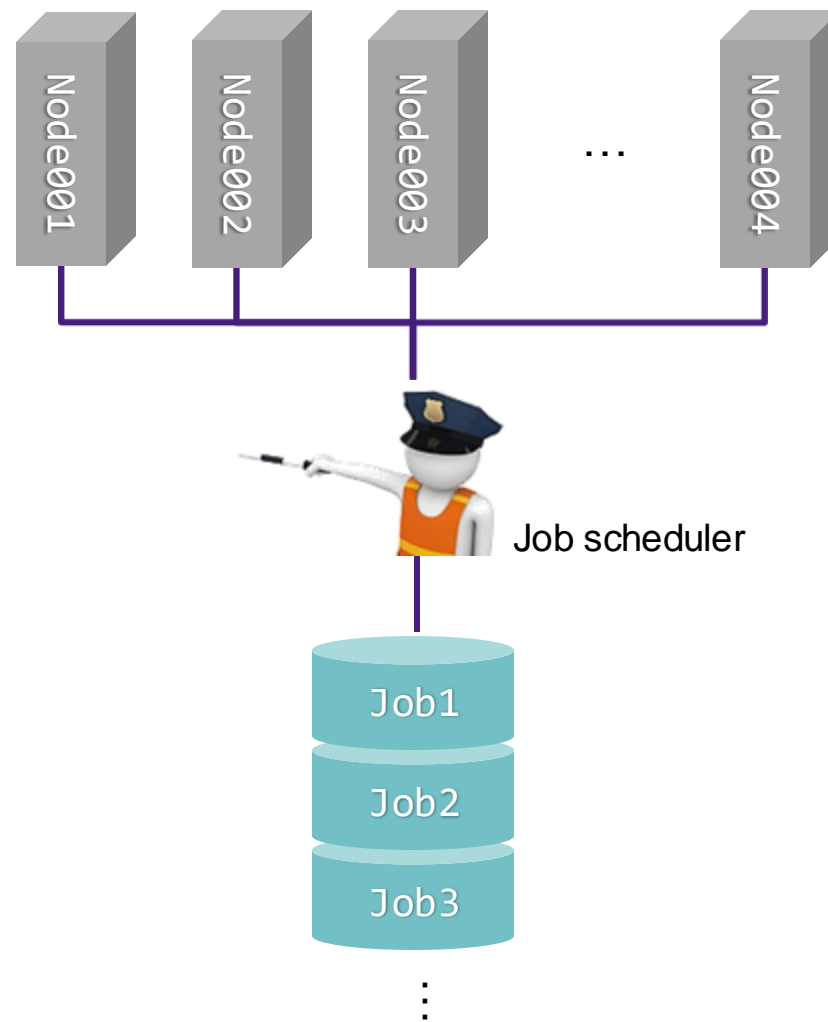 Node001
Node002
Node003
...
Node004
Job scheduler
Job1
Job2
Job3
⋮